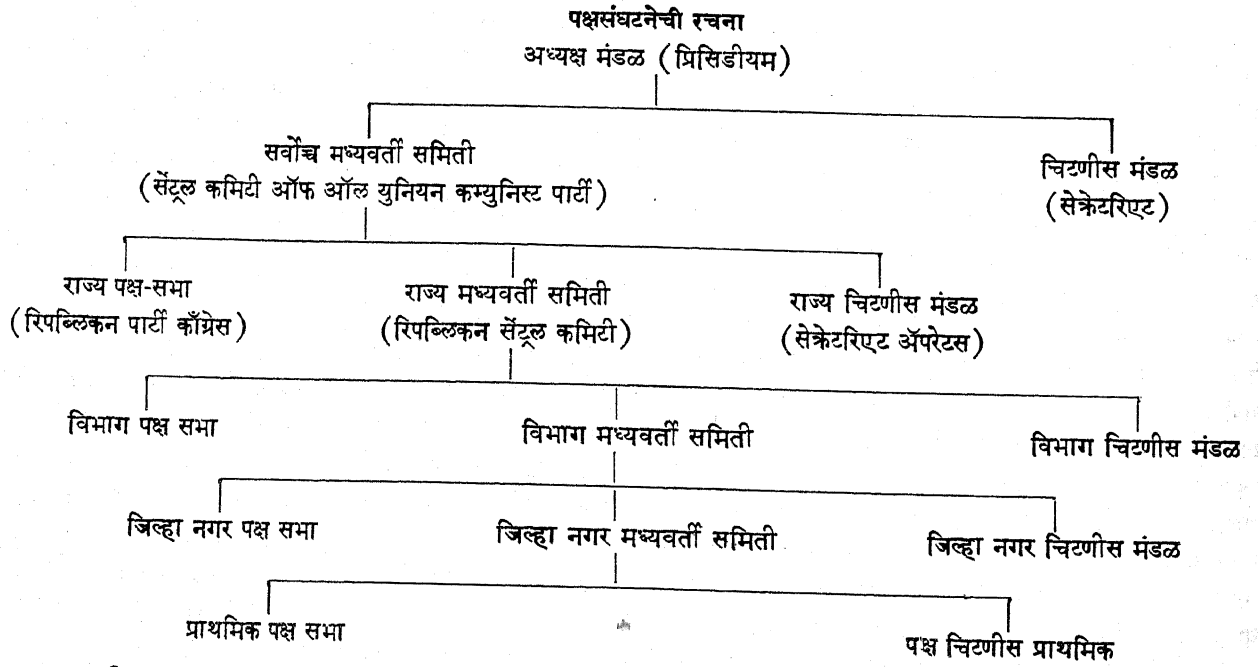 पक्षसंघटनेची रचना
अध्यक्ष मंडळ (प्रिसिडीयम)
सर्वोच्च मध्यवर्ती समिती
(सेंट्रल कमिटी ऑफ ऑल युनियन कम्युनिस्ट पार्टी)
चिटणीस मंडळ
(सेक्रेटरिएट)
राज्य पक्ष-सभा
(रिपब्लिकन पार्टी काँग्रेस)
राज्य मध्यवर्ती समिती
(रिपब्लिकन सेंट्रल कमिटी)
राज्य चिटणीस मंडळ
(सेक्रेटरिएट ॲपरेटस)
विभाग पक्ष सभा
विभाग मध्यवर्ती समिती
विभाग चिटणीस मंडळ
जिल्हा नगर पक्ष सभा
जिल्हा नगर मध्यवर्ती समिती
जिल्हा नगर चिटणीस मंडळ
प्राथमिक पक्ष सभा
पक्ष चिटणीस प्राथमिक